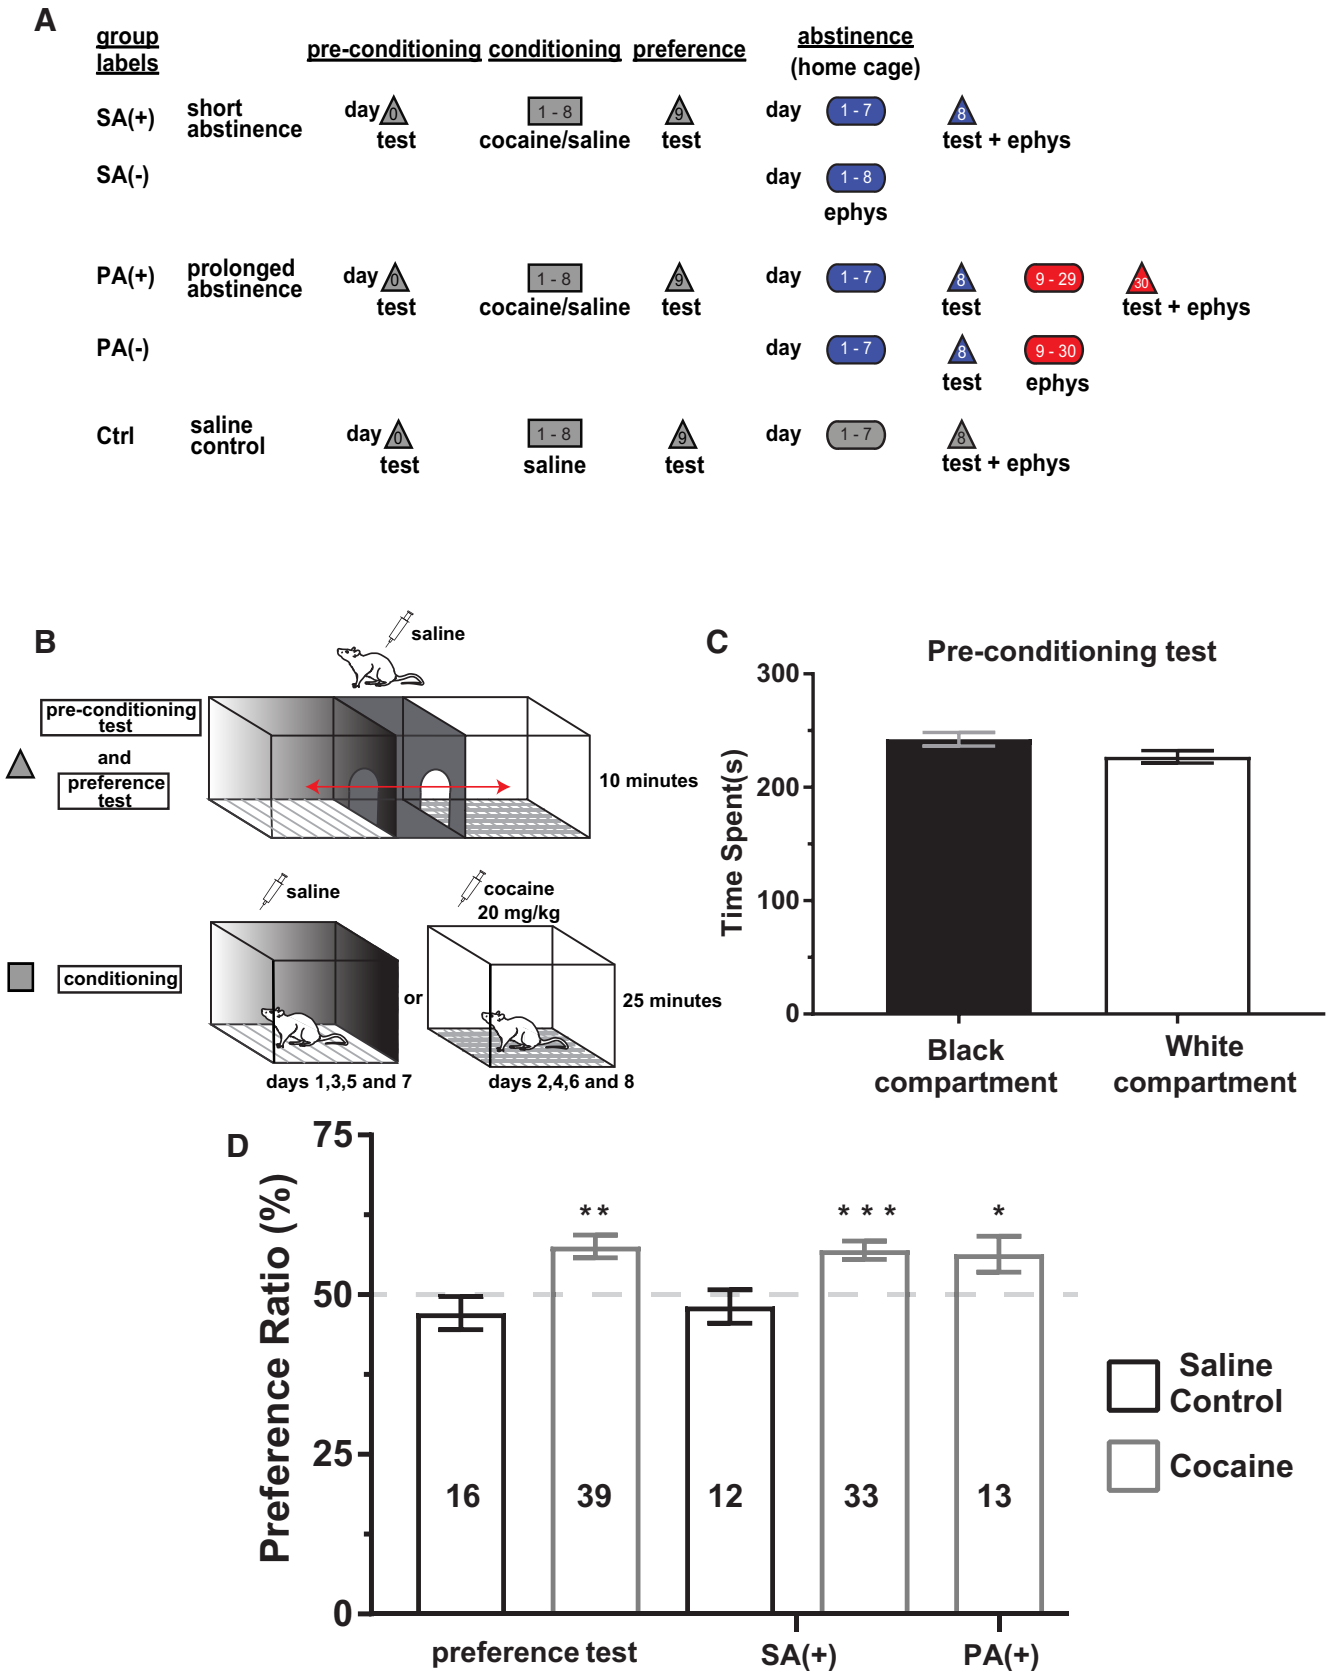 A
group
labels
pre-conditioning conditioning preference
abstinence
(home cage)
SA(+) short
abstinence
day 0 1 - 8 9 day 1 - 7 8
test cocaine/saline test test + ephys
SA(-) day 1 - 8
ephys
PA(+) prolonged
abstinence
day 0 1 - 8 9 day 1 - 7 8 9 - 29 30
test cocaine/saline test test test + ephys
PA(-) day 1 - 7 8 9 - 30
test ephys
Ctrl saline
control
day 0 1 - 8 9 day 1 - 7 8
test saline test test + ephys
B
saline
pre-conditioning
test
and
preference
test
10 minutes
saline
cocaine
20 mg/kg
conditioning
or
25 minutes
days 1,3,5 and 7
days 2,4,6 and 8
C
Pre-conditioning test
Time Spent(s)
300
200
100
0
Black
compartment
White
compartment
D
Preference Ratio (%)
75
50
25
0
**
* * *
*
16 39 12 33 13
preference test SA(+) PA(+)
Saline
Control
Cocaine